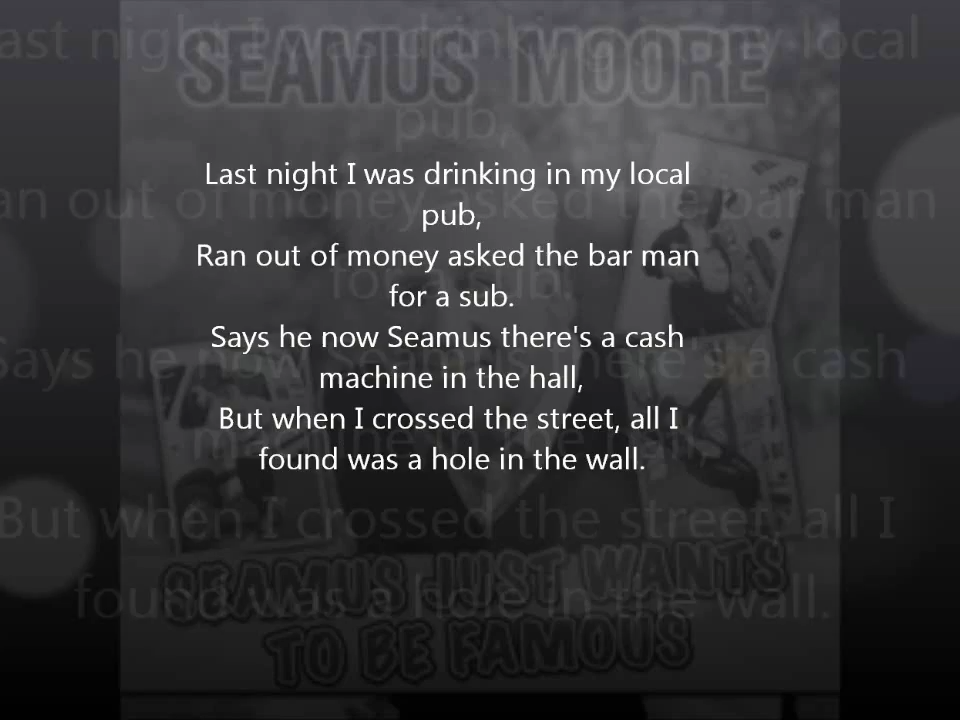 SEAMUS MOORE
Last night I was drinking in my local
pub,
Ran out of money asked the bar man
for a sub.
Says he now Seamus there's a cash
machine in the hall,
But when I crossed the street, all I
found was a hole in the wall.
SEAMUS JUST WANTS
TO BE FAMOUS